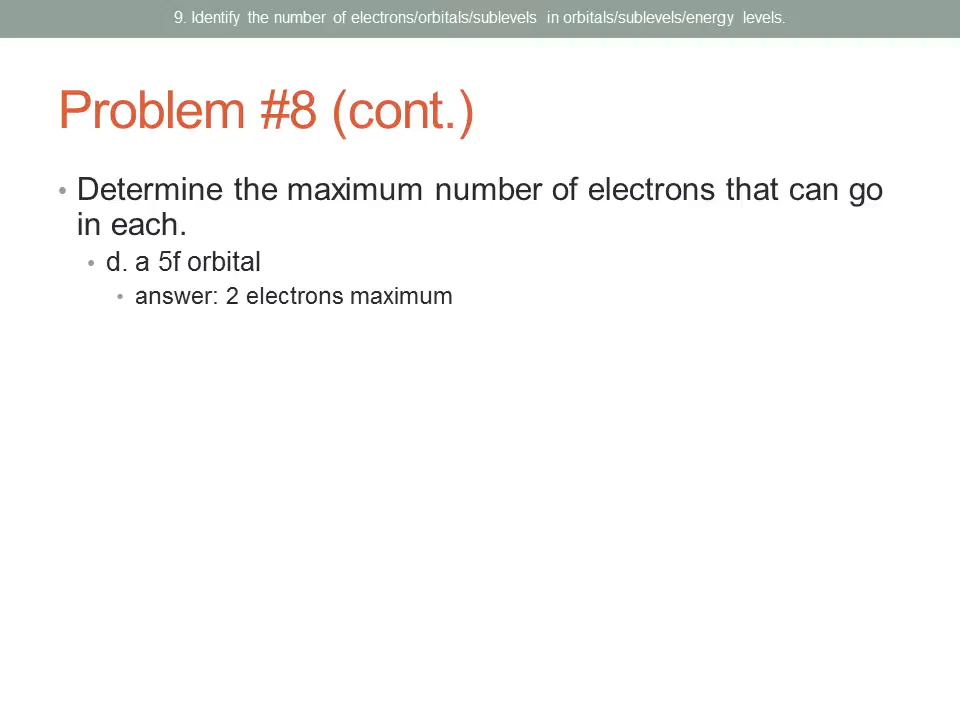 9. Identify the number of electrons/orbitals/sublevels in orbitals/sublevels/energy levels.
Problem #8 (cont.)
• Determine the maximum number of electrons that can go
in each.
• d. a 5f orbital
• answer: 2 electrons maximum